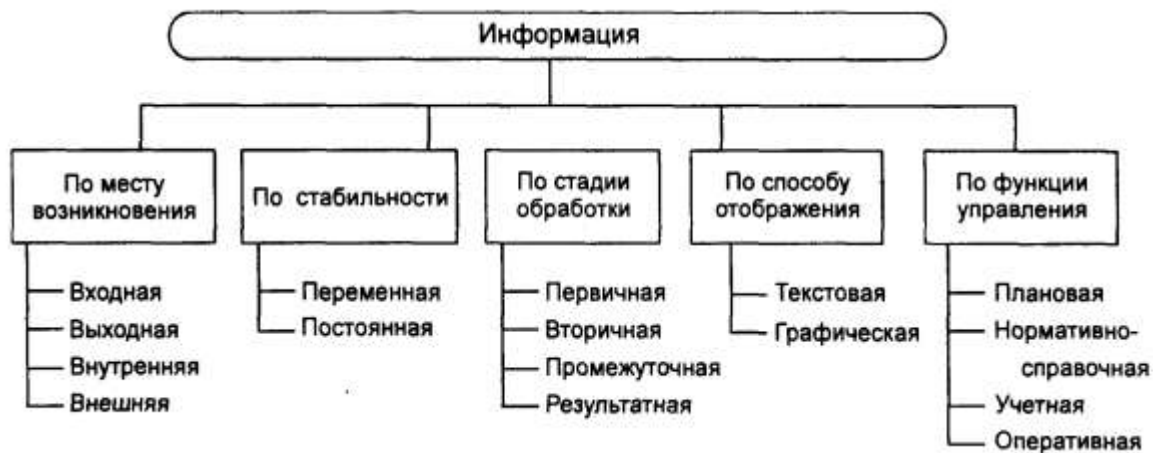 Информация
По месту
возникновения
Входная
Выходная
Внутренняя
Внешняя
По стабильности
Переменная
Постоянная
По стадии
обработки
Первичная
Вторичная
Промежуточная
Результатная
По способу
отображения
Текстовая
Графическая
По функции
управления
Плановая
Нормативно-
справочная
Учетная
Оперативная